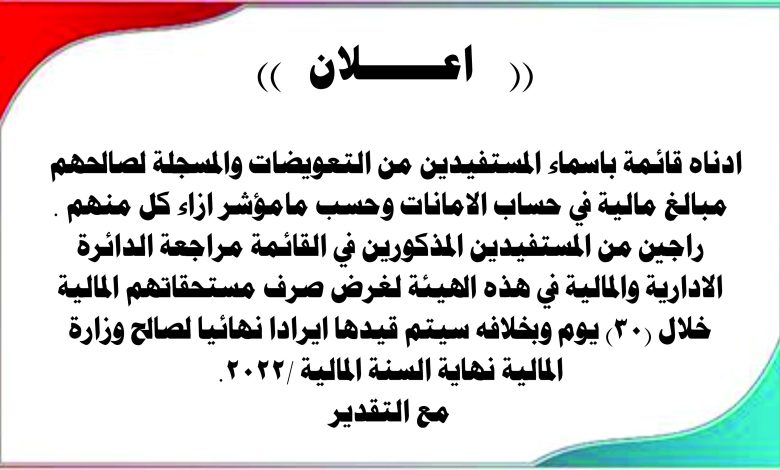 (( اعـــــــلان ))
ادناه قائمة باسماء المستفيدين من التعويضات والمسجلة لصالحهم
مبالغ مالية في حساب الامانات وحسب مامؤشر ازاء كل منهم .
راجين من المستفيدين المذكورين في القائمة مراجعة الدائرة
الادارية والمالية في هذه الهيئة لغرض صرف مستحقاتهم المالية
خلال (٣٠) يوم وبخلافه سيتم قيدها ايرادا نهائيا لصالح وزارة
المالية نهاية السنة المالية /٢٠٢٢.
مع التقدير